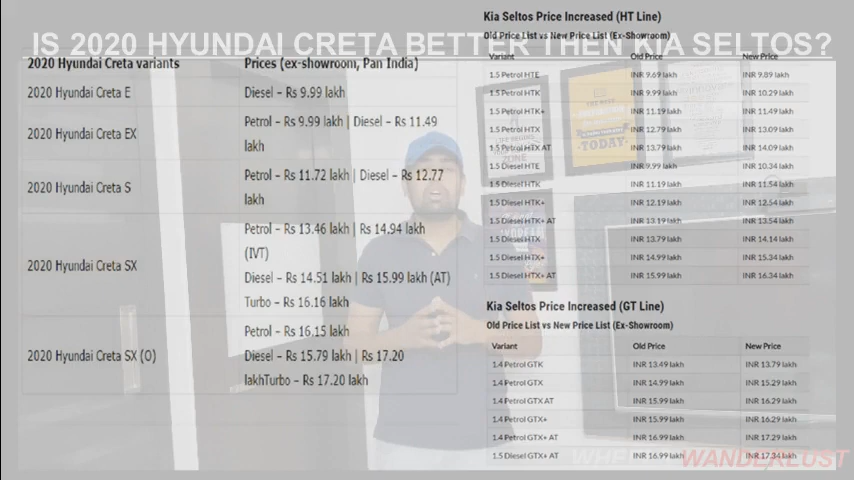 IS 2020 HYUNDAI CRETA BETTER THEN KIA SELTOS?
2020 Hyundai Creta variants Prices (ex-showroom, Pan India)
2020 Hyundai Creta E Diesel – Rs 9.99 lakh
2020 Hyundai Creta EX Petrol – Rs 9.99 lakh | Diesel – Rs 11.49
lakh
2020 Hyundai Creta S Petrol – Rs 11.72 lakh | Diesel – Rs 12.77
lakh
2020 Hyundai Creta SX Petrol – Rs 13.46 lakh | Rs 14.94 lakh
(IVT)
Diesel – Rs 14.51 lakh | Rs 15.99 lakh (AT)
Turbo – Rs 16.16 lakh
2020 Hyundai Creta SX (O) Petrol – Rs 16.15 lakh
Diesel – Rs 15.79 lakh | Rs 17.20
lakhTurbo – Rs 17.20 lakh
Kia Seltos Price Increased (HT Line)
Old Price List vs New Price List (Ex-Showroom)
Variant Old Price New Price
1.5 Petrol HTE INR 9.69 lakh INR 9.89 lakh
1.5 Petrol HTK INR 9.99 lakh INR 10.29 lakh
1.5 Petrol HTK+ INR 11.19 lakh INR 11.49 lakh
1.5 Petrol HTX INR 12.79 lakh INR 13.09 lakh
1.5 Petrol HTX AT INR 13.79 lakh INR 14.09 lakh
1.5 Diesel HTE INR 9.99 lakh INR 10.34 lakh
1.5 Diesel HTK INR 11.19 lakh INR 11.54 lakh
1.5 Diesel HTK+ INR 12.19 lakh INR 12.54 lakh
1.5 Diesel HTK+ AT INR 13.19 lakh INR 13.54 lakh
1.5 Diesel HTX INR 13.79 lakh INR 14.14 lakh
1.5 Diesel HTX+ INR 14.99 lakh INR 15.34 lakh
1.5 Diesel HTX+ AT INR 15.99 lakh INR 16.34 lakh
Kia Seltos Price Increased (GT Line)
Old Price List vs New Price List (Ex-Showroom)
Variant Old Price New Price
1.4 Petrol GTK INR 13.49 lakh INR 13.79 lakh
1.4 Petrol GTX INR 14.99 lakh INR 15.29 lakh
1.4 Petrol GTX AT INR 15.99 lakh INR 16.29 lakh
1.4 Petrol GTX+ INR 15.99 lakh INR 16.29 lakh
1.4 Petrol GTX+ AT INR 16.99 lakh INR 17.29 lakh
1.5 Diesel GTX+ AT INR 16.99 lakh INR 17.34 lakh
WANDERLUST
TODAY